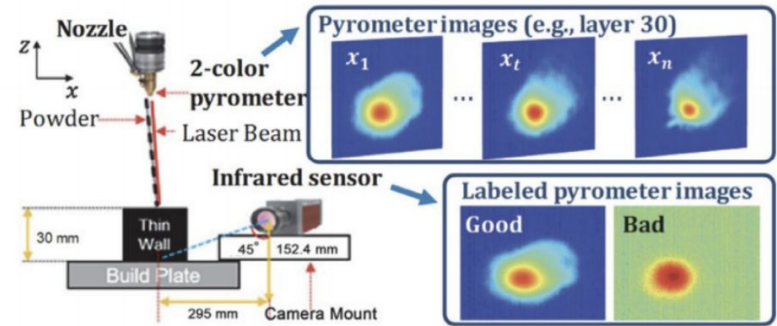 Nozzle
z
x
2-color
pyrometer
Powder
Laser Beam
Infrared sensor
30 mm
Thin
Wall
Build Plate
45°
152.4 mm
295 mm
Camera Mount
Pyrometer images (e.g., layer 30)
x1 ... xt ... xn
Labeled pyrometer images
Good
Bad